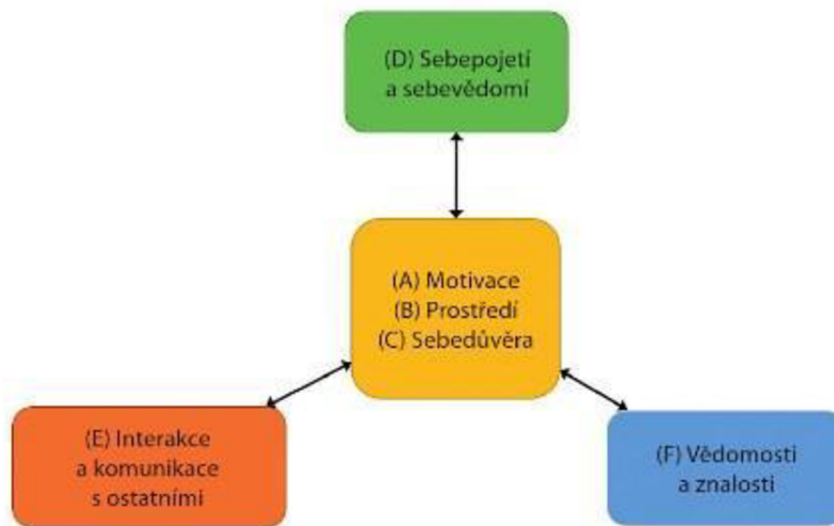 (D) Sebepojetí
a sebevědomí
(A) Motivace
(B) Prostředí
(C) Sebedůvěra
(E) Interakce
a komunikace
s ostatními
(F) Vědomosti
a znalosti